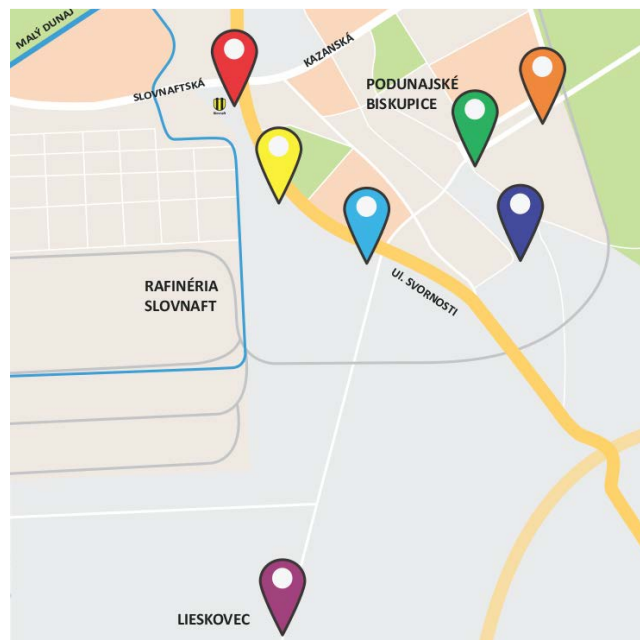 MALÝ DUNAJ
SLOVNAFTSKÁ
KAZANSKÁ
PODUNAJSKÉ
BISKUPICE
RAFINÉRIA
SLOVNAFT
Ul. SVORNOSTI
LIESKOVEC